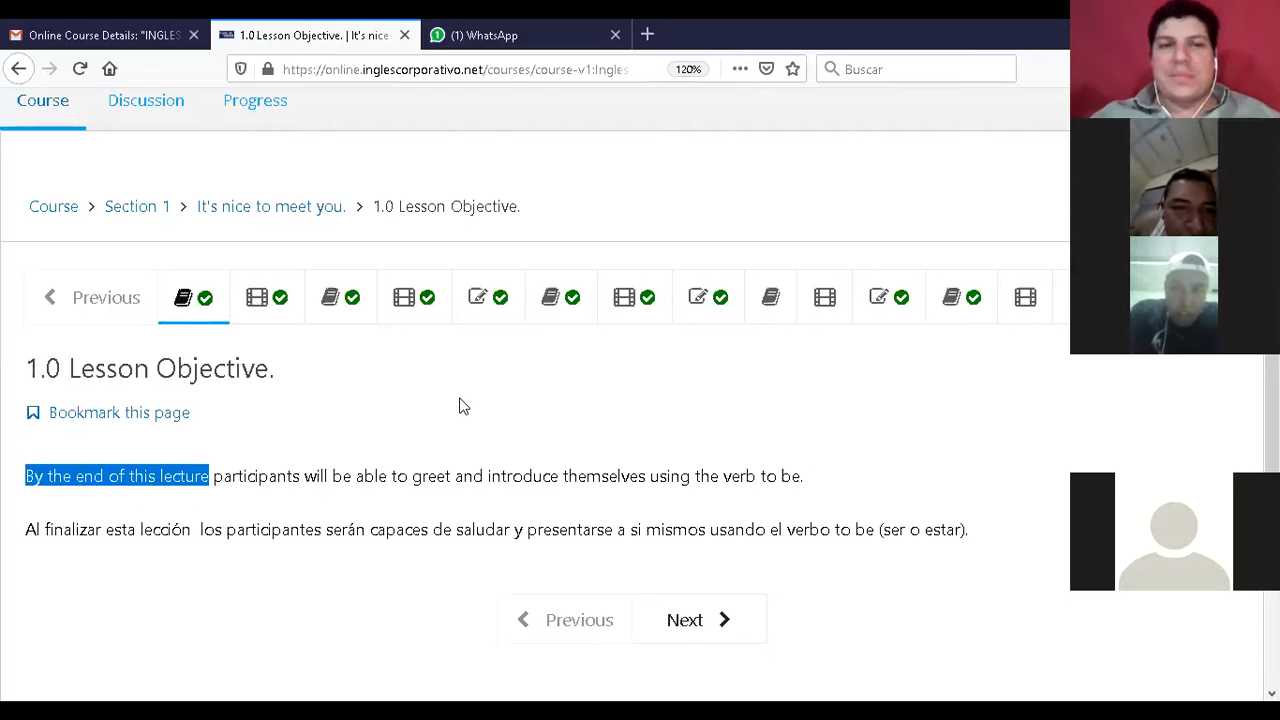 Online Course Details: "INGLES
1.0 Lesson Objective. | It's nice
(1) WhatsApp
https://online.inglescorporativo.net/courses/course-v1:Ingles
120%
Buscar
Course
Discussion
Progress
Course > Section 1 > It's nice to meet you. > 1.0 Lesson Objective.
Previous
1.0 Lesson Objective.
Bookmark this page
By the end of this lecture participants will be able to greet and introduce themselves using the verb to be.
Al finalizar esta lección los participantes serán capaces de saludar y presentarse a si mismos usando el verbo to be (ser o estar).
Previous
Next